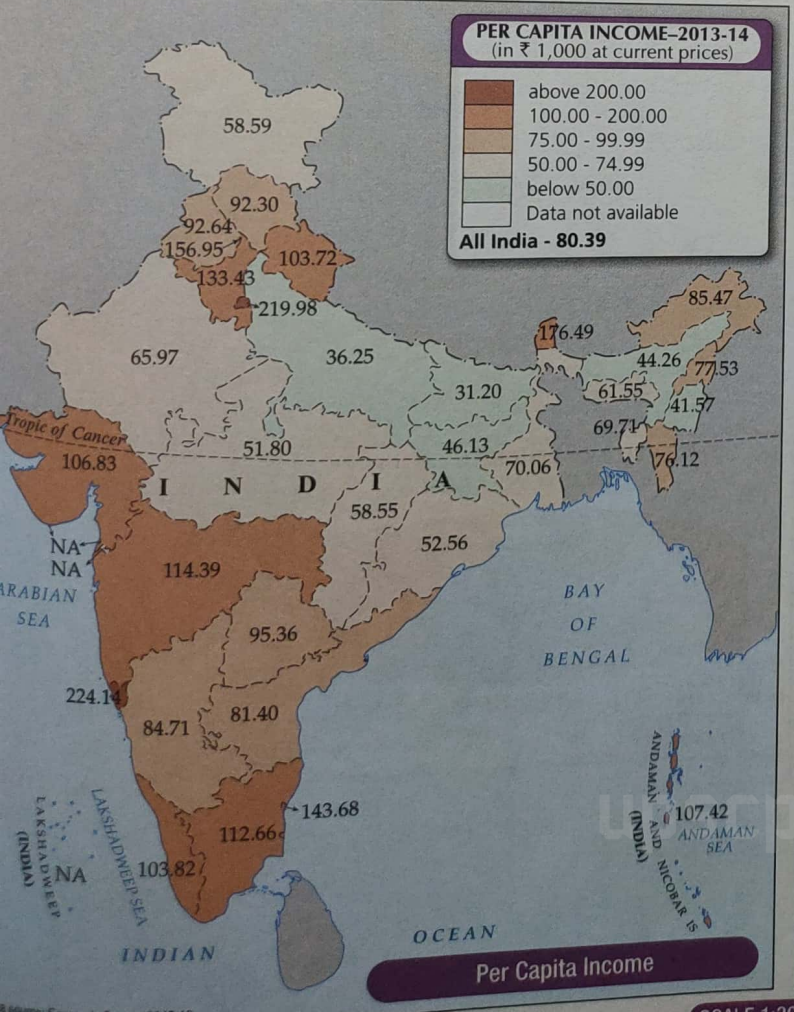 PER CAPITA INCOME–2013-14
(in ₹ 1,000 at current prices)
above 200.00
100.00 - 200.00
75.00 - 99.99
50.00 - 74.99
below 50.00
Data not available
All India - 80.39
58.59
92.30
92.64
156.95
103.72
133.43
219.98
85.47
176.49
65.97
36.25
44.26
77.53
31.20
61.55
41.57
Tropic of Cancer
51.80
46.13
69.71
106.83
70.06
76.12
I N D I A
58.55
NA
NA
114.39
52.56
ARABIAN
SEA
BAY
OF
BENGAL
95.36
224.14
84.71
81.40
143.68
112.66
103.82
LAKSHADWEEP
(INDIA)
NA
LAKSHADWEEP SEA
ANDAMAN AND NICOBAR IS
(INDIA)
107.42
ANDAMAN
SEA
INDIAN
OCEAN
Per Capita Income